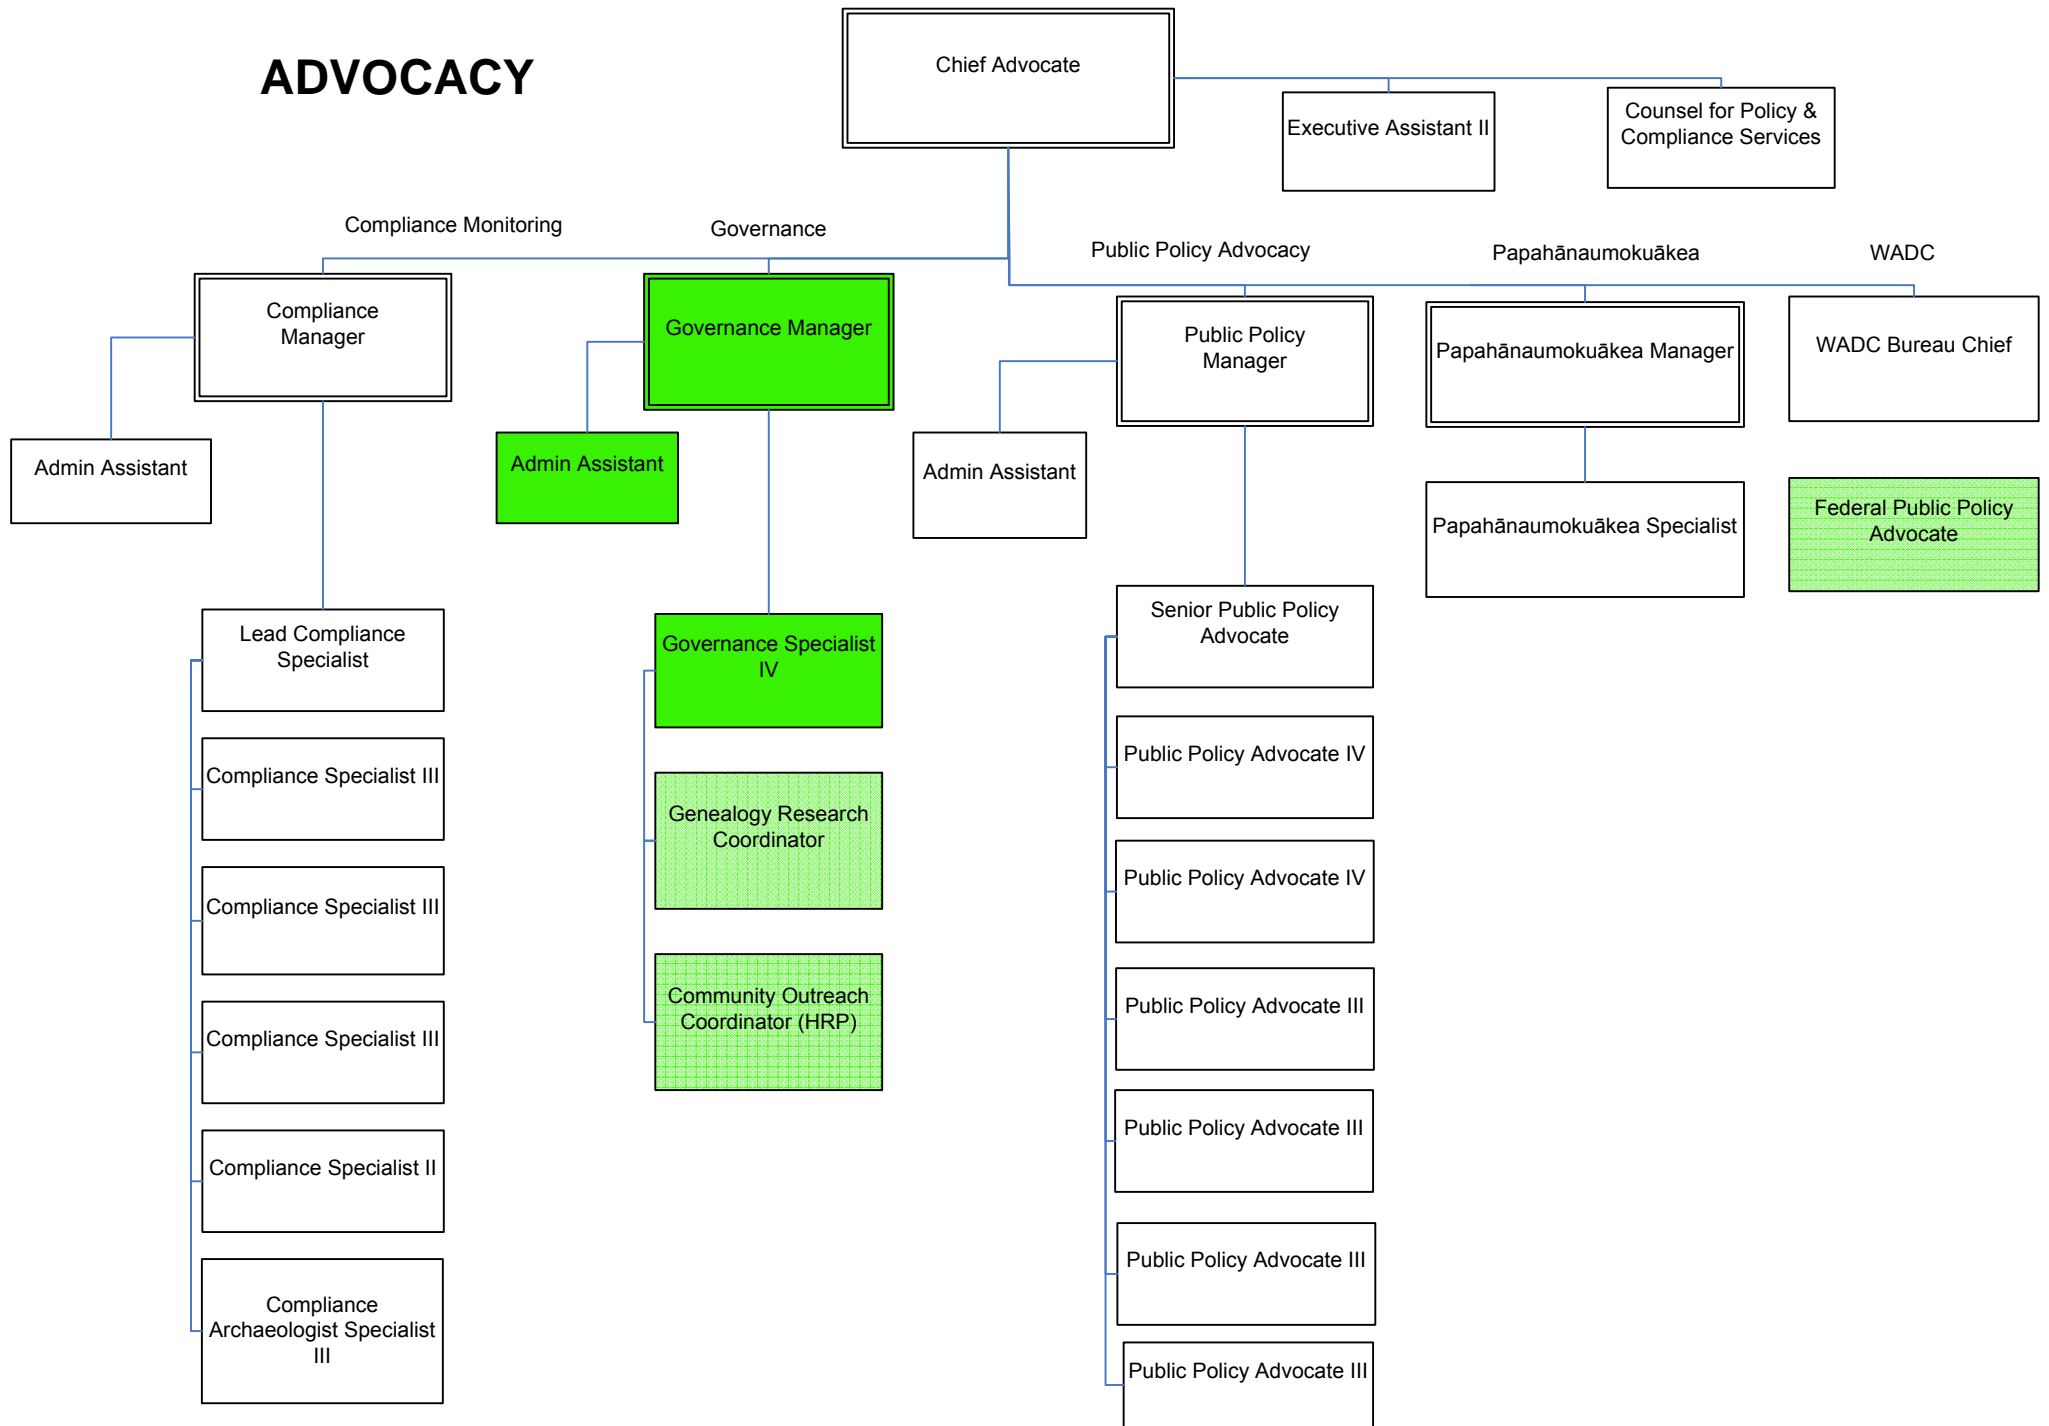 ADVOCACY
Chief Advocate
Executive Assistant II
Counsel for Policy &
Compliance Services
Compliance Monitoring
Governance
Public Policy Advocacy
Papahānaumokuākea
WADC
Compliance
Manager
Governance Manager
Public Policy
Manager
Papahānaumokuākea Manager
WADC Bureau Chief
Admin Assistant
Admin Assistant
Admin Assistant
Papahānaumokuākea Specialist
Federal Public Policy
Advocate
Lead Compliance
Specialist
Compliance Specialist III
Compliance Specialist III
Compliance Specialist III
Compliance Specialist II
Compliance
Archaeologist Specialist
III
Governance Specialist
IV
Genealogy Research
Coordinator
Community Outreach
Coordinator (HRP)
Senior Public Policy
Advocate
Public Policy Advocate IV
Public Policy Advocate IV
Public Policy Advocate III
Public Policy Advocate III
Public Policy Advocate III
Public Policy Advocate III